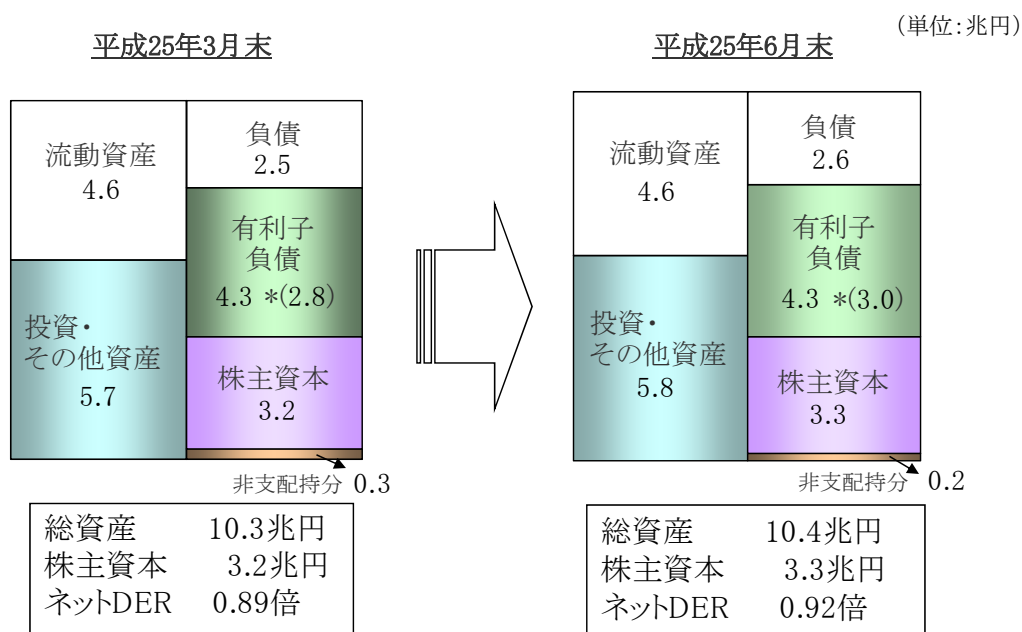 (単位:兆円)
平成25年3月末
流動資産
4.6
投資・
その他資産
5.7
負債
2.5
有利子
負債
4.3 *(2.8)
株主資本
3.2
非支配持分 0.3
総資産 10.3兆円
株主資本 3.2兆円
ネットDER 0.89倍
平成25年6月末
流動資産
4.6
投資・
その他資産
5.8
負債
2.6
有利子
負債
4.3 *(3.0)
株主資本
3.3
非支配持分 0.2
総資産 10.4兆円
株主資本 3.3兆円
ネットDER 0.92倍